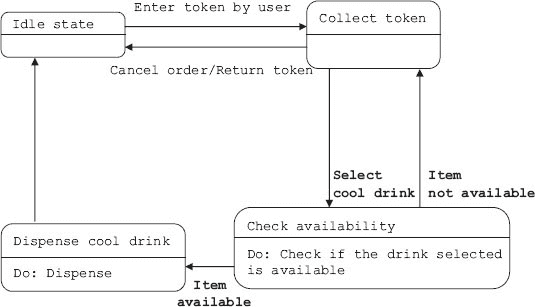 Enter token by user
Idle state
Collect token
Cancel order/Return token
Select
cool drink
Item
not available
Check availability
Do: Check if the drink selected
is available
Dispense cool drink
Do: Dispense
Item
available